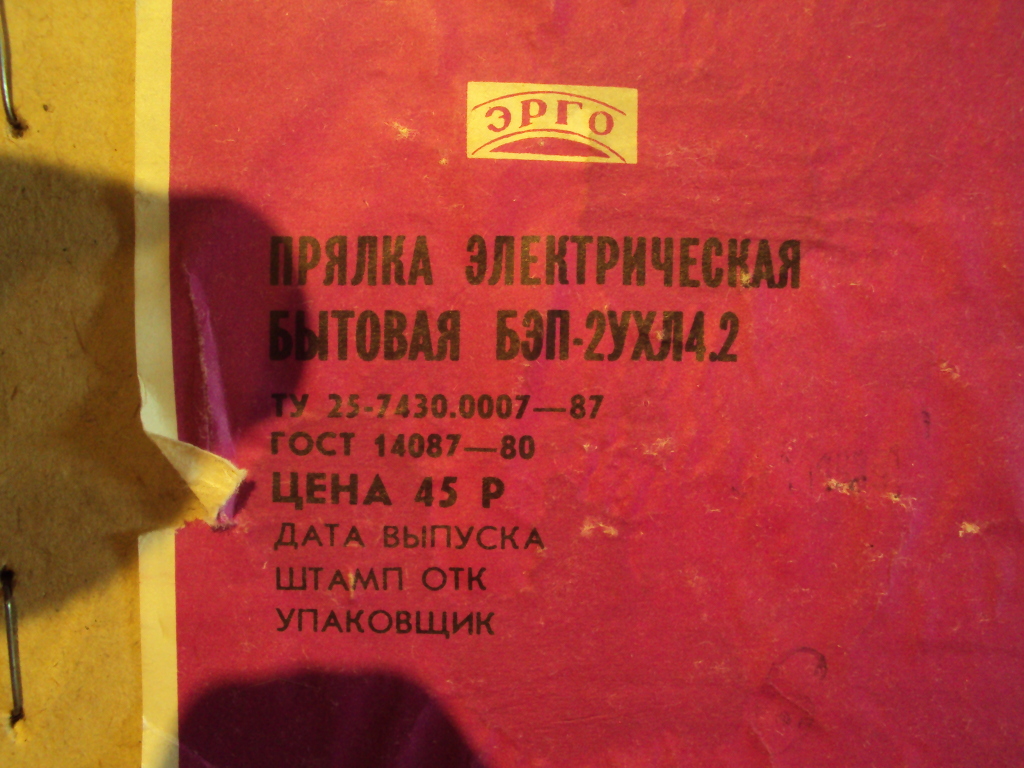 ЭРГО
ПРЯЛКА ЭЛЕКТРИЧЕСКАЯ
БЫТОВАЯ БЭП-2УХЛ4.2
ТУ 25-7430.0007—87
ГОСТ 14087—80
ЦЕНА 45 Р
ДАТА ВЫПУСКА
ШТАМП ОТК
УПАКОВЩИК